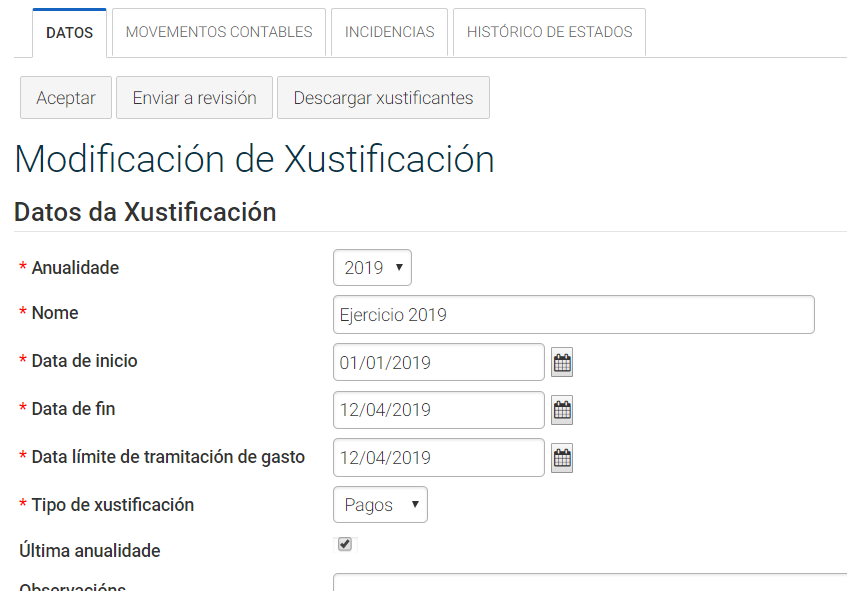 DATOS MOVEMENTOS CONTABLES INCIDENCIAS HISTÓRICO DE ESTADOS
Aceptar Enviar a revisión Descargar xustificantes
Modificación de Xustificación
Datos da Xustificación
* Anualidade 2019
* Nome Ejercicio 2019
* Data de inicio 01/01/2019
* Data de fin 12/04/2019
* Data límite de tramitación de gasto 12/04/2019
* Tipo de xustificación Pagos
Última anualidade
Observacións